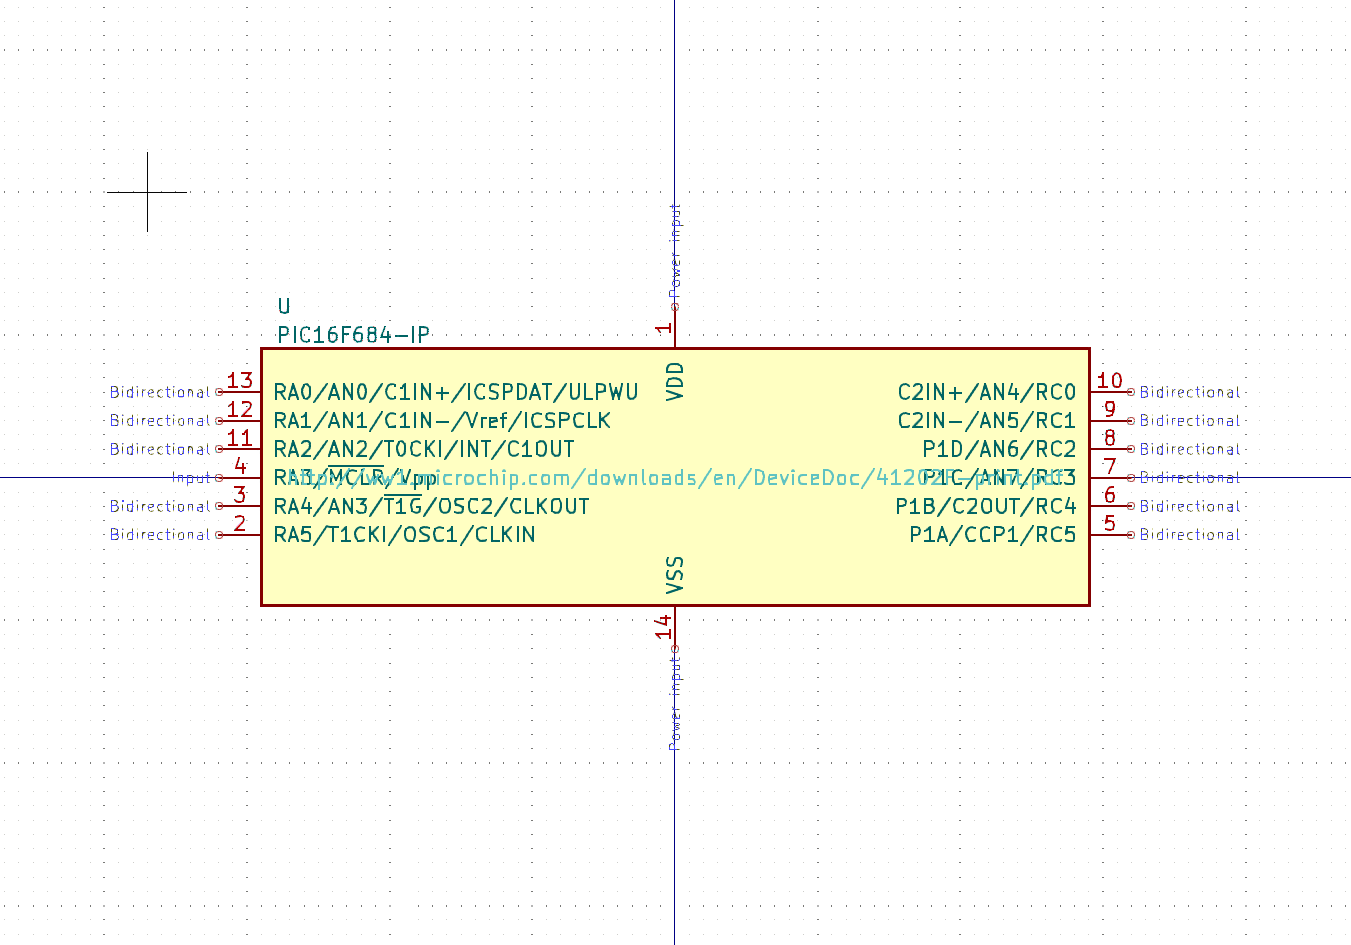 Power input
U
PIC16F684-IP
1
VDD
Bidirectional 13 RA0/AN0/C1IN+/ICSPDAT/ULPWU C2IN+/AN4/RC0 10 Bidirectional
Bidirectional 12 RA1/AN1/C1IN-/Vref/ICSPCLK C2IN-/AN5/RC1 9 Bidirectional
Bidirectional 11 RA2/AN2/T0CKI/INT/C1OUT P1D/AN6/RC2 8 Bidirectional
Input 4 RA3/MCLR/Vpp P1C/AN7/RC3 7 Bidirectional
http://ww1.microchip.com/downloads/en/DeviceDoc/41202F-print.pdf
Bidirectional 3 RA4/AN3/T1G/OSC2/CLKOUT P1B/C2OUT/RC4 6 Bidirectional
Bidirectional 2 RA5/T1CKI/OSC1/CLKIN P1A/CCP1/RC5 5 Bidirectional
VSS
14
Power input